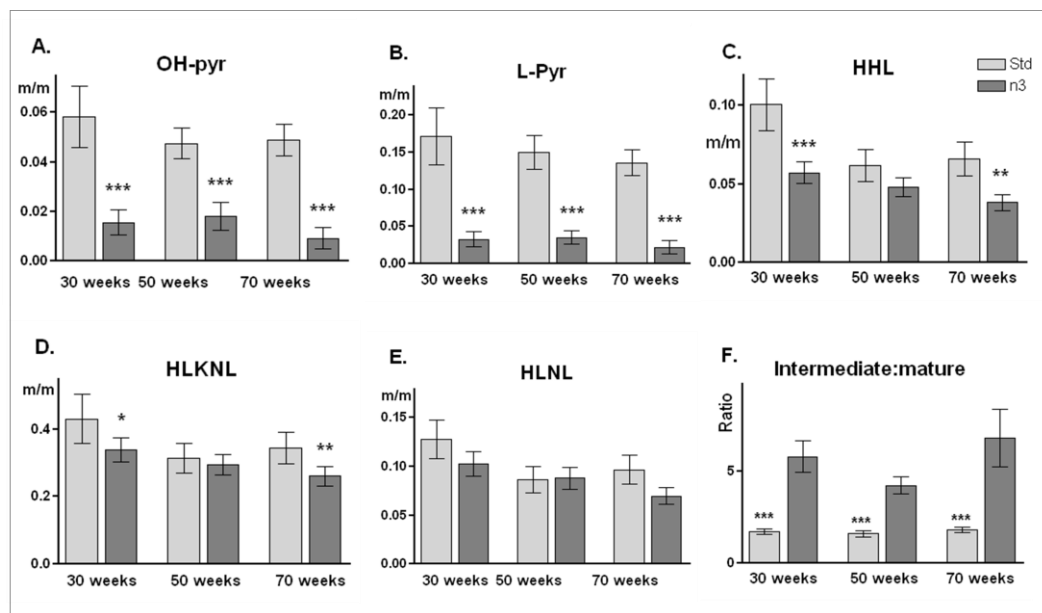 A.
OH-pyr
m/m
0.06
0.04
0.02
0.00
***
***
***
30 weeks 50 weeks 70 weeks
B.
L-Pyr
m/m
0.20
0.15
0.10
0.05
0.00
***
***
***
30 weeks 50 weeks 70 weeks
C.
HHL
Std
n3
0.10
m/m
0.05
0.00
***
**
30 weeks 50 weeks 70 weeks
D.
HLKNL
m/m
0.4
0.2
0.0
*
**
30 weeks 50 weeks 70 weeks
E.
HLNL
m/m
0.15
0.10
0.05
0.00
30 weeks 50 weeks 70 weeks
F.
Intermediate:mature
Ratio
5
0
***
***
***
30 weeks 50 weeks 70 weeks